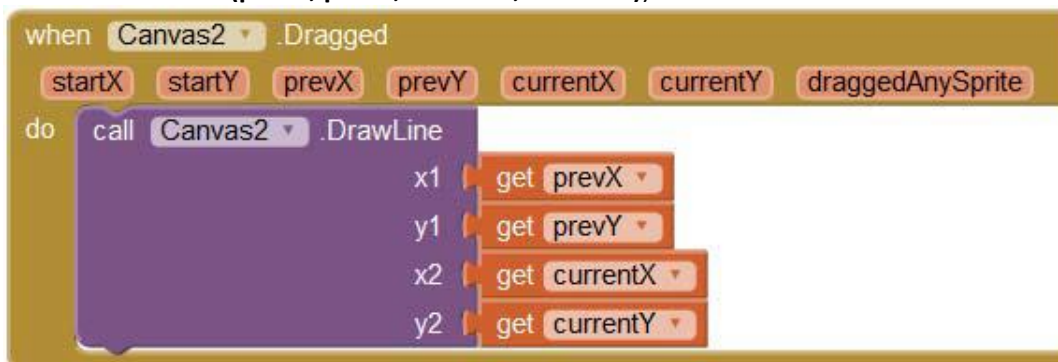 when Canvas2 .Dragged
startX startY prevX prevY currentX currentY draggedAnySprite
do call Canvas2 .DrawLine
x1 get prevX
y1 get prevY
x2 get currentX
y2 get currentY